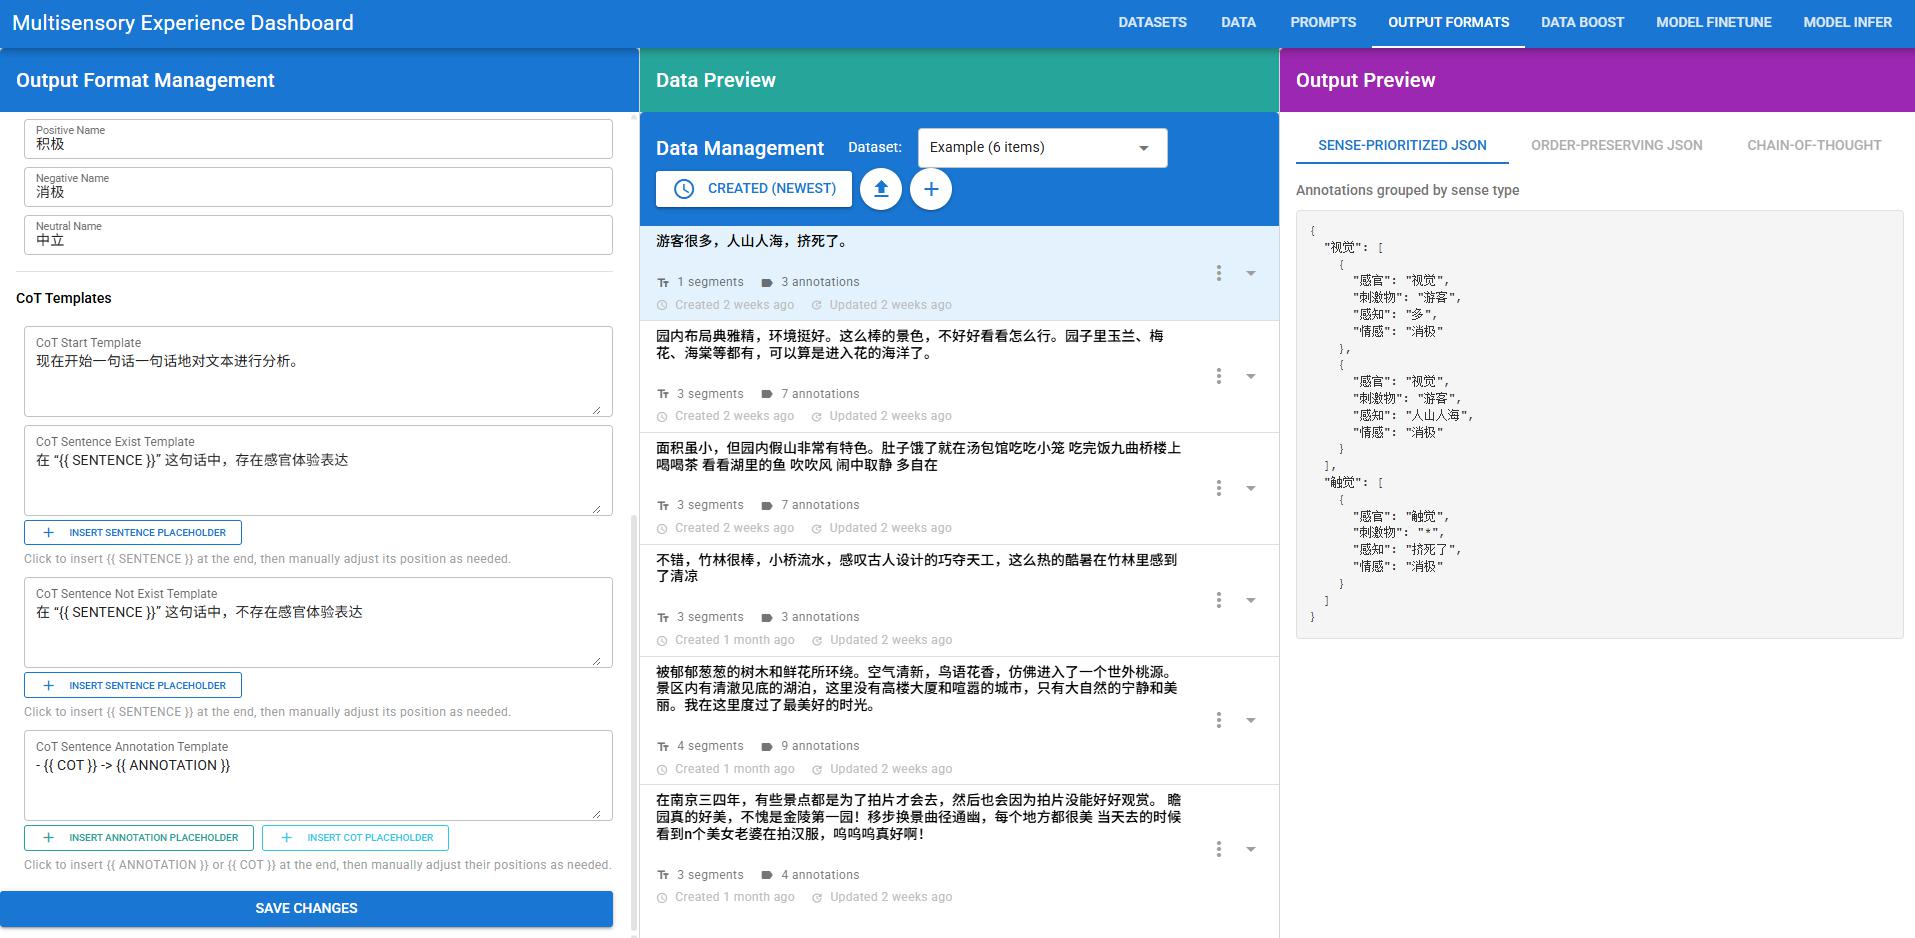 Multisensory Experience Dashboard
DATASETS
DATA
PROMPTS
OUTPUT FORMATS
DATA BOOST
MODEL FINETUNE
MODEL INFER
Output Format Management
Positive Name
积极
Negative Name
消极
Neutral Name
中立
CoT Templates
CoT Start Template
现在开始一句话一句话地对文本进行分析。
CoT Sentence Exist Template
在 “{{ SENTENCE }}” 这句话中，存在感官体验表达
INSERT SENTENCE PLACEHOLDER
Click to insert {{ SENTENCE }} at the end, then manually adjust its position as needed.
CoT Sentence Not Exist Template
在 “{{ SENTENCE }}” 这句话中，不存在感官体验表达
INSERT SENTENCE PLACEHOLDER
Click to insert {{ SENTENCE }} at the end, then manually adjust its position as needed.
CoT Sentence Annotation Template
- {{ COT }} -> {{ ANNOTATION }}
INSERT ANNOTATION PLACEHOLDER
INSERT COT PLACEHOLDER
Click to insert {{ ANNOTATION }} or {{ COT }} at the end, then manually adjust their positions as needed.
SAVE CHANGES
Data Preview
Data Management
Dataset:
Example (6 items)
CREATED (NEWEST)
游客很多，人山人海，挤死了。
1 segments
3 annotations
Created 2 weeks ago
Updated 2 weeks ago
园内布局典雅精，环境挺好。这么棒的景色，不好好看看怎么行。园子里玉兰、梅
花、海棠等都有，可以算是进入花的海洋了。
3 segments
7 annotations
Created 2 weeks ago
Updated 2 weeks ago
面积虽小，但园内假山非常有特色。肚子饿了就在汤包馆吃吃小笼 吃完饭九曲桥楼上
喝喝茶 看看湖里的鱼 吹吹风 闹中取静 多自在
3 segments
7 annotations
Created 2 weeks ago
Updated 2 weeks ago
不错，竹林很棒，小桥流水，感叹古人设计的巧夺天工，这么热的酷暑在竹林里感到
了清凉
3 segments
3 annotations
Created 1 month ago
Updated 2 weeks ago
被郁郁葱葱的树木和鲜花所环绕。空气清新，鸟语花香，仿佛进入了一个世外桃源。
景区内有清澈见底的湖泊，这里没有高楼大厦和喧嚣的城市，只有大自然的宁静和美
丽。我在这里度过了最美好的时光。
4 segments
9 annotations
Created 1 month ago
Updated 2 weeks ago
在南京三四年，有些景点都是为了拍片才会去，然后也会因为拍片没能好好观赏。 瞻
园真的好美，不愧是金陵第一园！移步换景曲径通幽，每个地方都很美 当天去的时候
看到n个美女老婆在拍汉服，呜呜呜真好啊！
3 segments
4 annotations
Created 1 month ago
Updated 2 weeks ago
Output Preview
SENSE-PRIORITIZED JSON
ORDER-PRESERVING JSON
CHAIN-OF-THOUGHT
Annotations grouped by sense type
{
"视觉": [
{
"感官": "视觉",
"刺激物": "游客",
"感知": "多",
"情感": "消极"
},
{
"感官": "视觉",
"刺激物": "游客",
"感知": "人山人海",
"情感": "消极"
}
],
"触觉": [
{
"感官": "触觉",
"刺激物": "*",
"感知": "挤死了",
"情感": "消极"
}
]
}